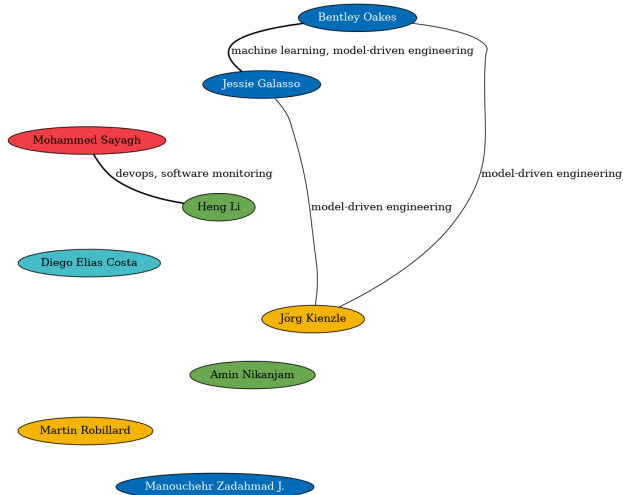 Bentley Oakes
machine learning, model-driven engineering
Jessie Galasso
Mohammed Sayagh
devops, software monitoring
model-driven engineering
Heng Li
model-driven engineering
Diego Elias Costa
Jörg Kienzle
Amin Nikanjam
Martin Robillard
Manouchehr Zadahmad J.